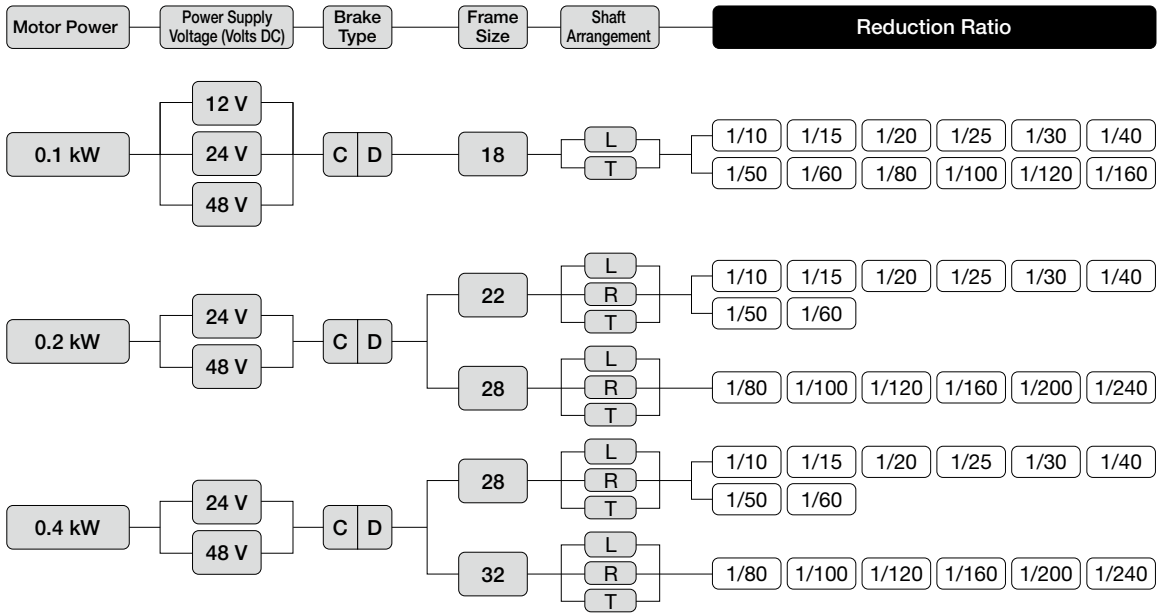 Motor Power
Power Supply
Voltage (Volts DC)
Brake
Type
Frame
Size
Shaft
Arrangement
Reduction Ratio
0.1 kW
12 V
24 V
48 V
C D
18
L
T
1/10 1/15 1/20 1/25 1/30 1/40
1/50 1/60 1/80 1/100 1/120 1/160
0.2 kW
24 V
48 V
C D
22
L
R
T
1/10 1/15 1/20 1/25 1/30 1/40
1/50 1/60
28
L
R
T
1/80 1/100 1/120 1/160 1/200 1/240
0.4 kW
24 V
48 V
C D
28
L
R
T
1/10 1/15 1/20 1/25 1/30 1/40
1/50 1/60
32
L
R
T
1/80 1/100 1/120 1/160 1/200 1/240